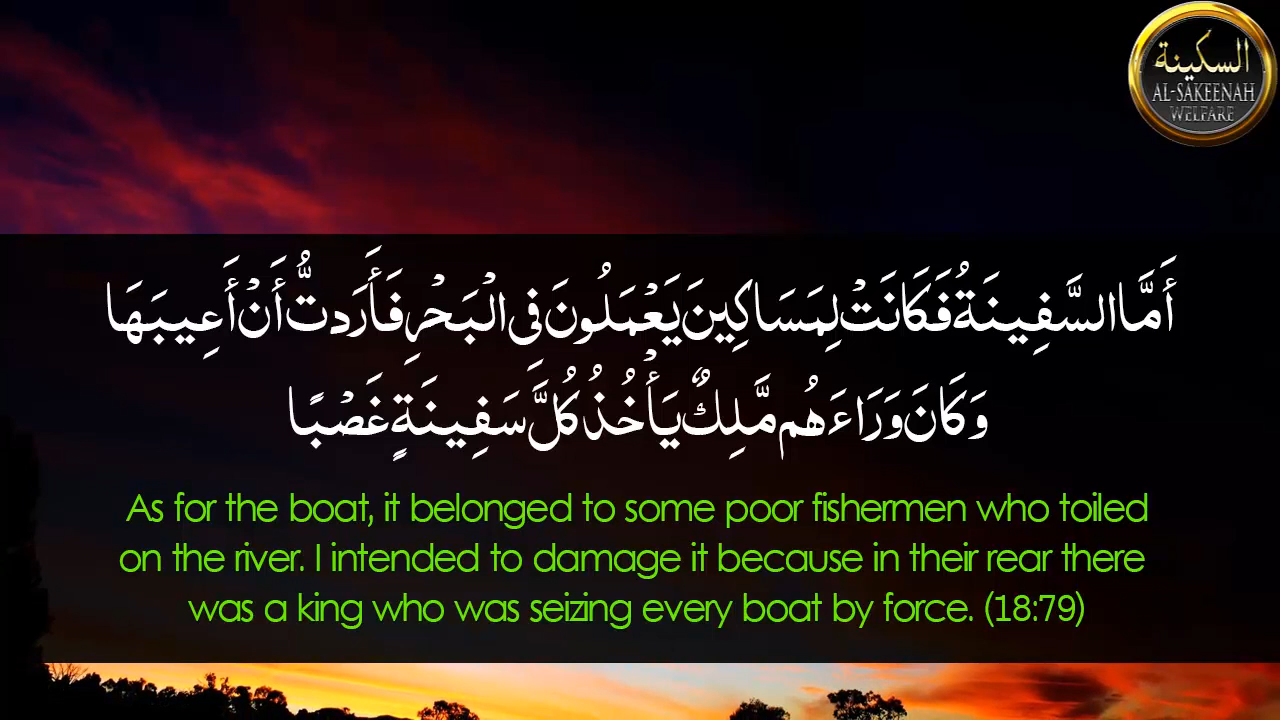 السكينة
AL-SAKEENAH
WELFARE
أَمَّا السَّفِينَةُ فَكَانَتْ لِمَسَاكِينَ يَعْمَلُونَ فِي الْبَحْرِ فَأَرَدتُّ أَنْ أَعِيبَهَا
وَكَانَ وَرَاءَهُم مَّلِكٌ يَأْخُذُ كُلَّ سَفِينَةٍ غَصْبًا
As for the boat, it belonged to some poor fishermen who toiled
on the river. I intended to damage it because in their rear there
was a king who was seizing every boat by force. (18:79)